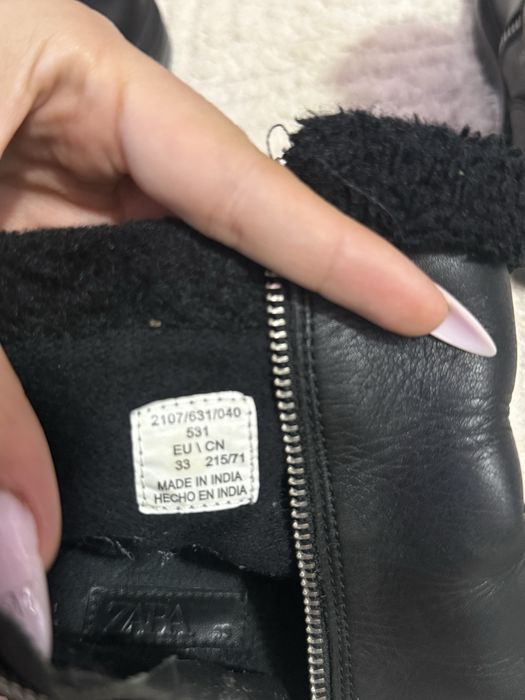 2107/631/040
531
EU \ CN
33 215/71
MADE IN INDIA
HECHO EN INDIA
ZARA